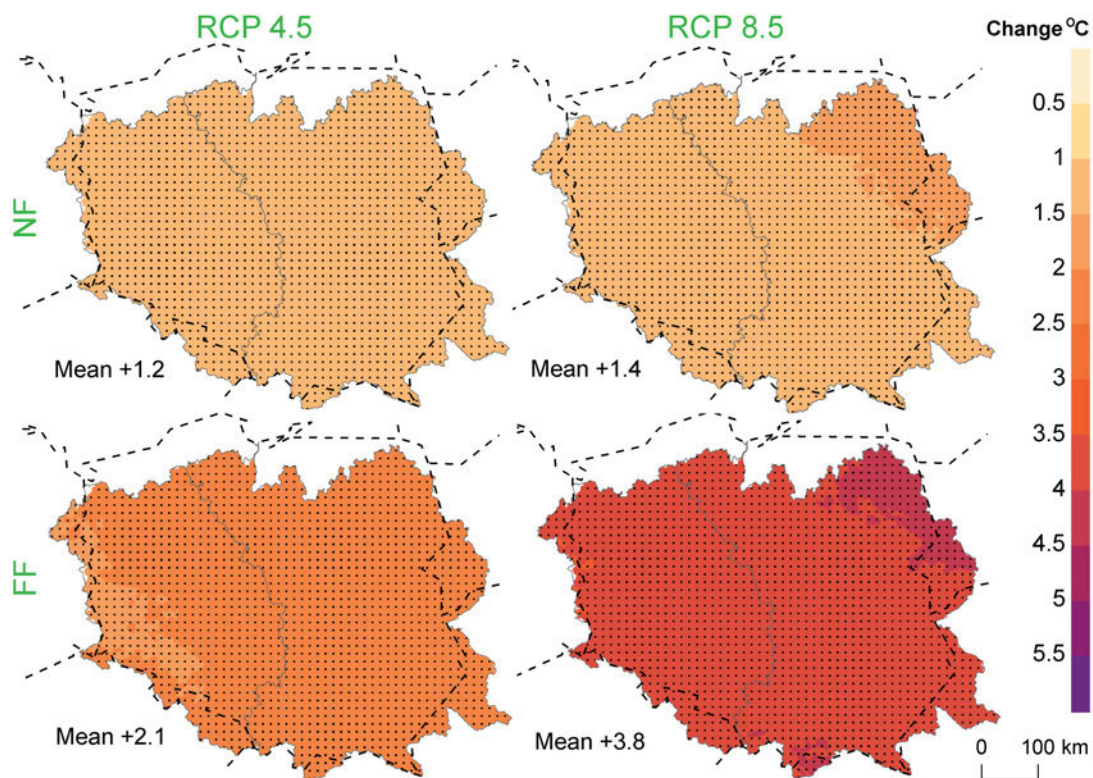 RCP 4.5
RCP 8.5
Change °C
0.5
1
1.5
2
2.5
3
3.5
4
4.5
5
5.5
NF
Mean +1.2
Mean +1.4
FF
Mean +2.1
Mean +3.8
0 100 km